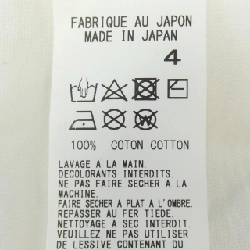 FABRIQUE AU JAPON
MADE IN JAPAN
4
100% COTON COTTON
LAVAGE A LA MAIN.
DECOLORANTS INTERDITS.
NE PAS FAIRE SECHER A LA
MACHINE.
FAIRE SÉCHER A PLAT A L'OMBRE.
REPASSER AU FER TIEDE.
NETTOYAGE A SEC INTERDIT.
VEUILLEZ NE PAS UTILISER
DE LESSIVE CONTENANT DU